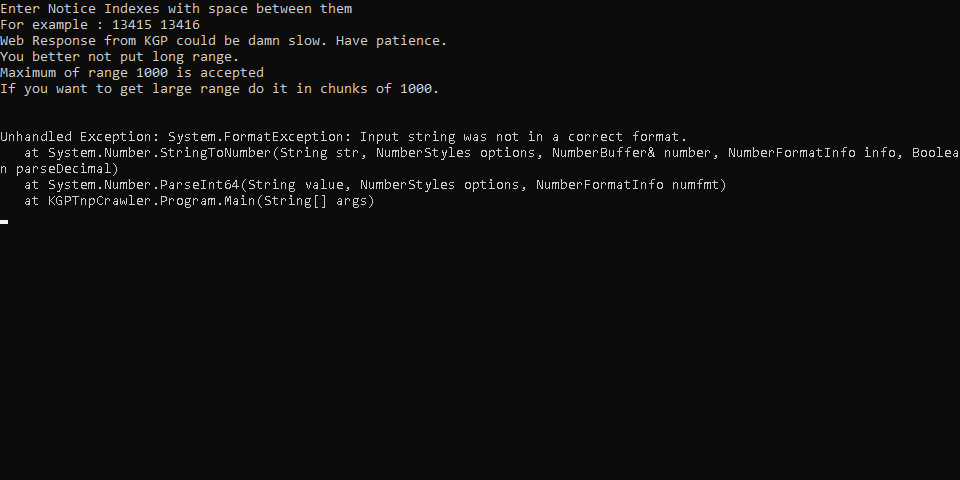 Enter Notice Indexes with space between them
For example : 13415 13416
Web Response from KGP could be damn slow. Have patience.
You better not put long range.
Maximum of range 1000 is accepted
If you want to get large range do it in chunks of 1000.
Unhandled Exception: System.FormatException: Input string was not in a correct format.
   at System.Number.StringToNumber(String str, NumberStyles options, NumberBuffer& number, NumberFormatInfo info, Boolea
n parseDecimal)
   at System.Number.ParseInt64(String value, NumberStyles options, NumberFormatInfo numfmt)
   at KGPTnpCrawler.Program.Main(String[] args)